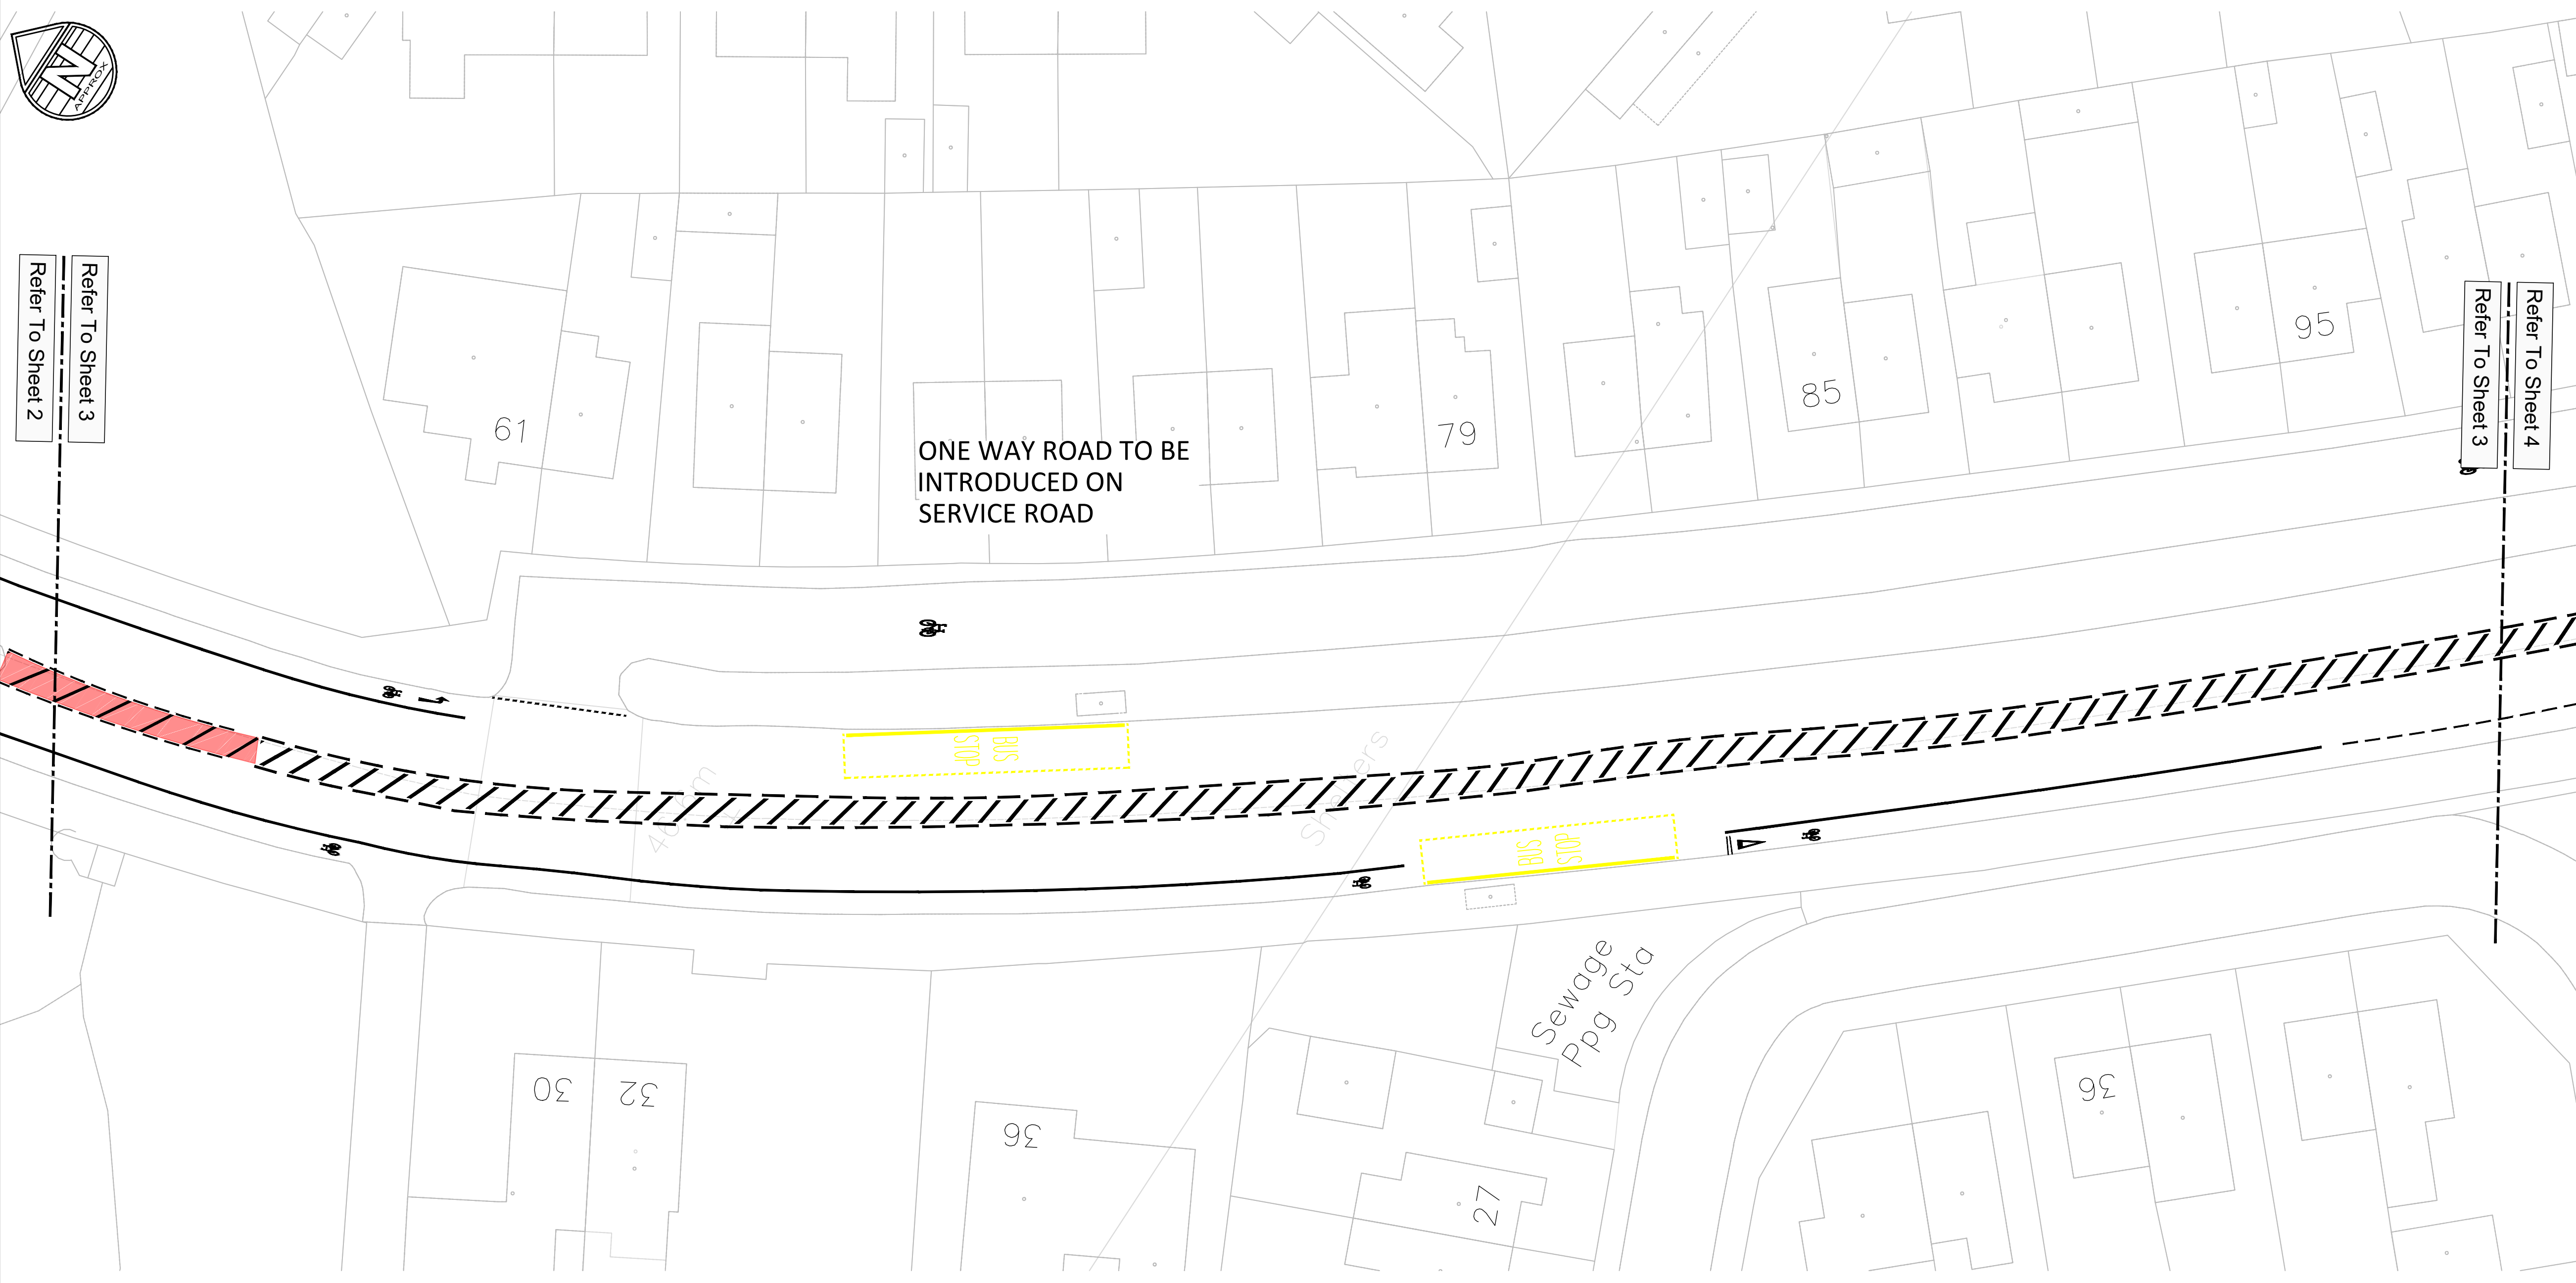 N
APPROX
Refer To Sheet 2
Refer To Sheet 3
Refer To Sheet 3
Refer To Sheet 4
95
85
79
61
ONE WAY ROAD TO BE
INTRODUCED ON
SERVICE ROAD
BUS
STOP
BUS
STOP
Shelters
Sewage
Ppg Sta
30
32
36
27
36